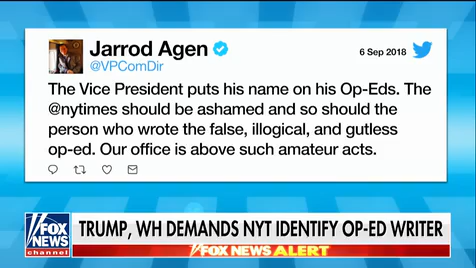 Jarrod Agen
@VPComDir
6 Sep 2018
The Vice President puts his name on his Op-Eds. The
@nytimes should be ashamed and so should the
person who wrote the false, illogical, and gutless
op-ed. Our office is above such amateur acts.
FOX
NEWS
channel
TRUMP, WH DEMANDS NYT IDENTIFY OP-ED WRITER
FOX NEWS ALERT